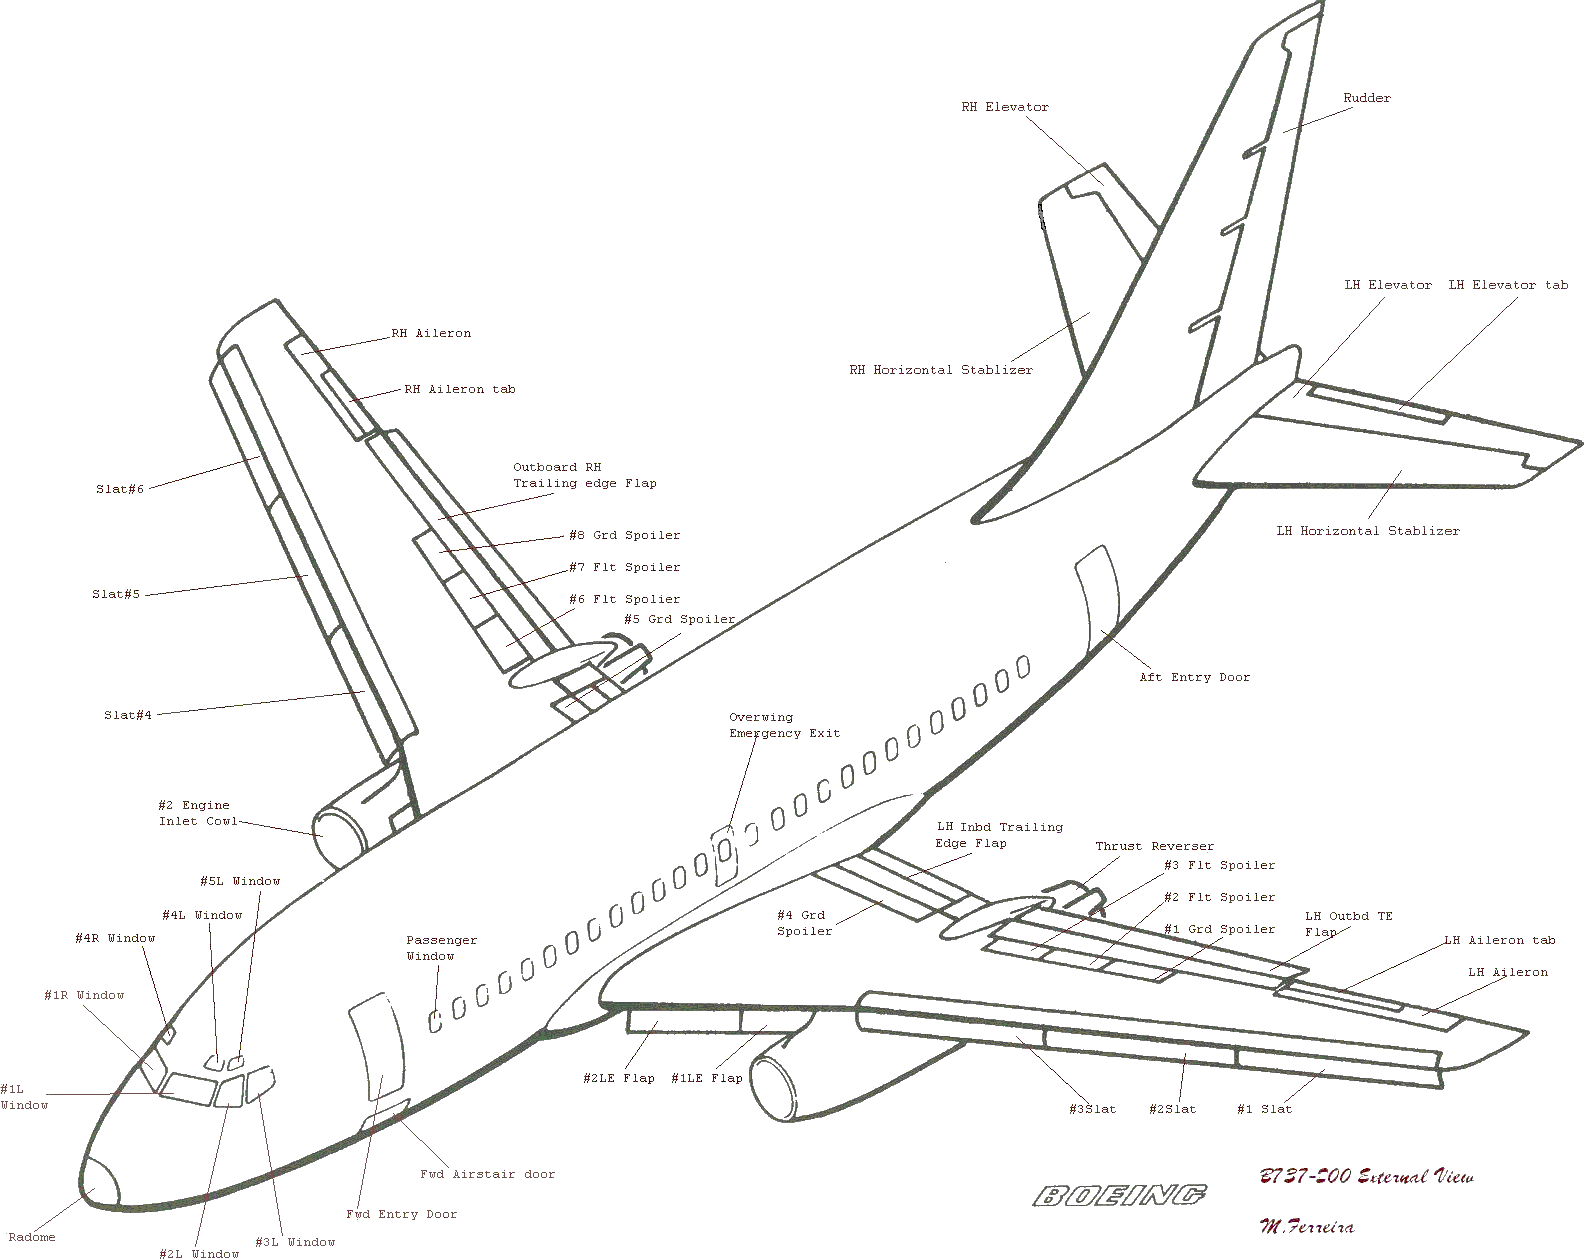 RH Elevator
Rudder
LH Elevator
LH Elevator tab
RH Aileron
RH Horizontal Stablizer
RH Aileron tab
Outboard RH
Trailing edge Flap
Slat#6
#8 Grd Spoiler
LH Horizontal Stablizer
#7 Flt Spoiler
Slat#5
#6 Flt Spolier
#5 Grd Spoiler
Aft Entry Door
Slat#4
Overwing
Emergency Exit
#2 Engine
Inlet Cowl
LH Inbd Trailing
Edge Flap
Thrust Reverser
#3 Flt Spoiler
#5L Window
#2 Flt Spoiler
#4L Window
#4 Grd
Spoiler
LH Outbd TE
Flap
#1 Grd Spoiler
#4R Window
Passenger
Window
LH Aileron tab
LH Aileron
#1R Window
#2LE Flap
#1LE Flap
#1L
Window
#3Slat
#2Slat
#1 Slat
Fwd Airstair door
B737-200 External View
BOEING
Fwd Entry Door
M.Ferreira
Radome
#3L Window
#2L Window